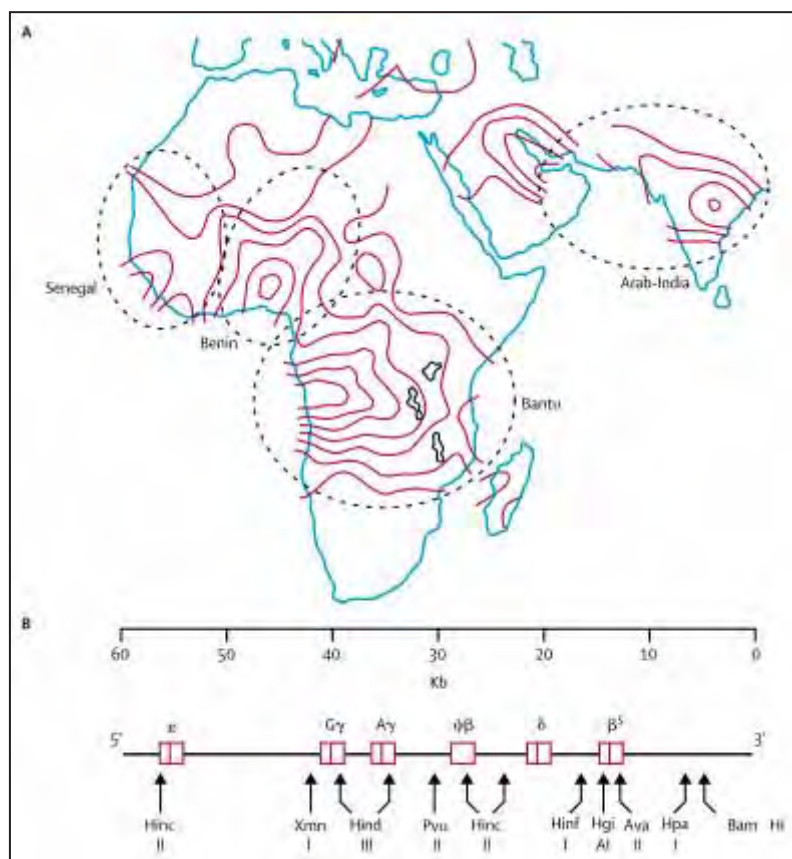 A
Senegal
Benin
Arab-India
Bantu
B
60 50 40 30 20 10 0
Kb
ε Gγ Aγ ψβ δ βS
5' 3'
Hinc Xmn Hind Pvu Hinc Hinf Hgi Ava Hpa Bam HI
II I III II II I AI II I